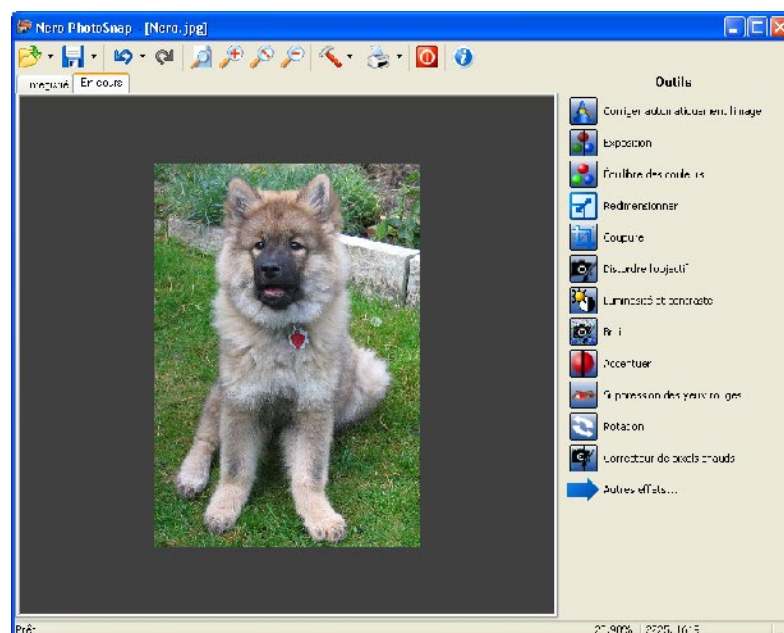 Nero PhotoSnap - [Nero.jpg]
En cours
Outils
Corriger automatiquement l'image
Exposition
Équilibre des couleurs
Redimensionner
Coupure
Distordre l'objectif
Luminosité et contraste
Bruit
Accentuer
Suppression des yeux rouges
Rotation
Correcteur de pixels chauds
Autres effets...
Prêt